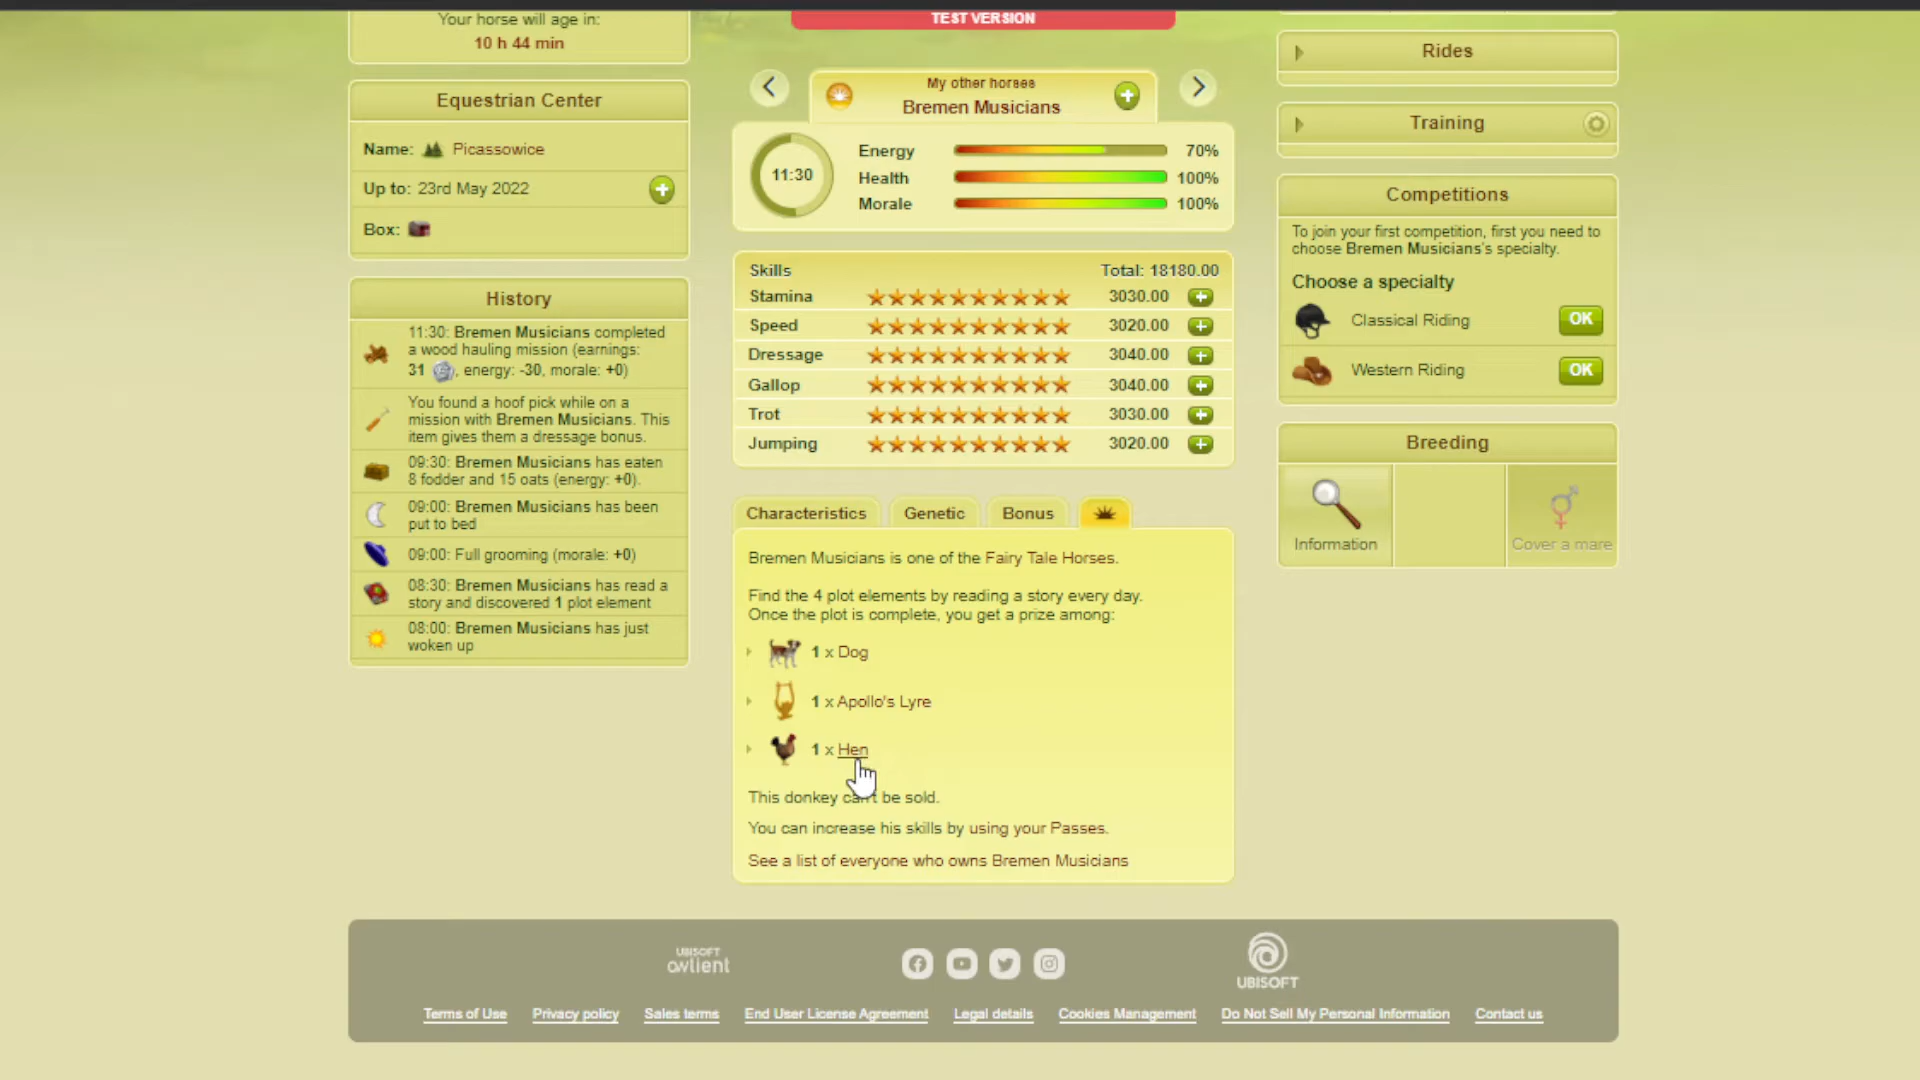 Your horse will age in:
10 h 44 min
Equestrian Center
Name: Picassowice
Up to: 23rd May 2022
Box:
History
11:30: Bremen Musicians completed
a wood hauling mission (earnings:
31 , energy: -30, morale: +0)
You found a hoof pick while on a
mission with Bremen Musicians. This
item gives them a dressage bonus.
09:30: Bremen Musicians has eaten
8 fodder and 15 oats (energy: +0).
09:00: Bremen Musicians has been
put to bed
09:00: Full grooming (morale: +0)
08:30: Bremen Musicians has read a
story and discovered 1 plot element
08:00: Bremen Musicians has just
woken up
TEST VERSION
My other horses
Bremen Musicians
11:30
Energy 70%
Health 100%
Morale 100%
Skills Total: 18180.00
Stamina 3030.00
Speed 3020.00
Dressage 3040.00
Gallop 3040.00
Trot 3030.00
Jumping 3020.00
Characteristics Genetic Bonus
Bremen Musicians is one of the Fairy Tale Horses.
Find the 4 plot elements by reading a story every day.
Once the plot is complete, you get a prize among:
1 x Dog
1 x Apollo's Lyre
1 x Hen
This donkey can't be sold.
You can increase his skills by using your Passes.
See a list of everyone who owns Bremen Musicians
Rides
Training
Competitions
To join your first competition, first you need to
choose Bremen Musicians's specialty.
Choose a specialty
Classical Riding OK
Western Riding OK
Breeding
Information Cover a mare
UBISOFT
owlient
UBISOFT
Terms of Use Privacy policy Sales terms End User License Agreement Legal details Cookies Management Do Not Sell My Personal Information Contact us